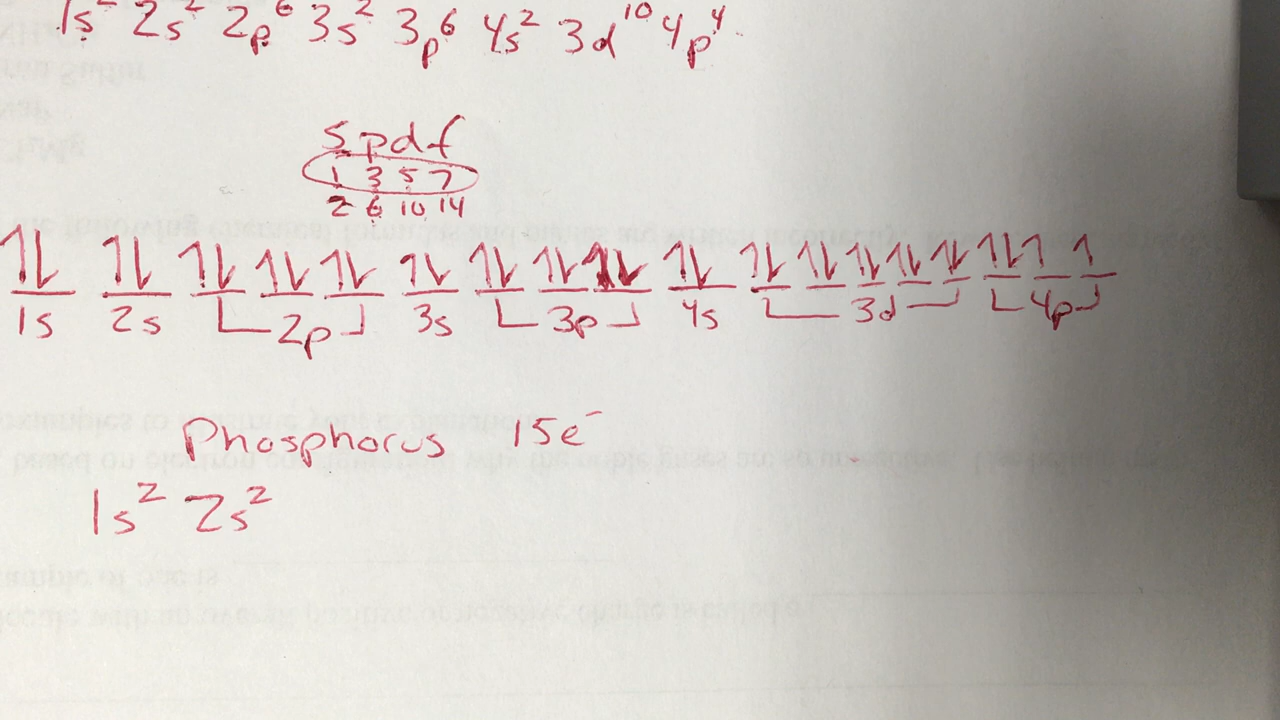 1s² 2s² 2p⁶ 3s² 3p⁶ 4s² 3d¹⁰ 4p⁴
s p d f
1 3 5 7
2 6 10 14
↿⇂ ↿⇂ ↿⇂ ↿⇂ ↿⇂ ↿⇂ ↿⇂ ↿⇂ ↿⇂ ↿⇂ ↿⇂ ↿⇂ ↿⇂ ↿⇂ ↿⇂ ↿⇂ ↿ ↿
1s 2s 2p 3s 3p 4s 3d 4p
Phosphorus 15e⁻
1s² 2s²